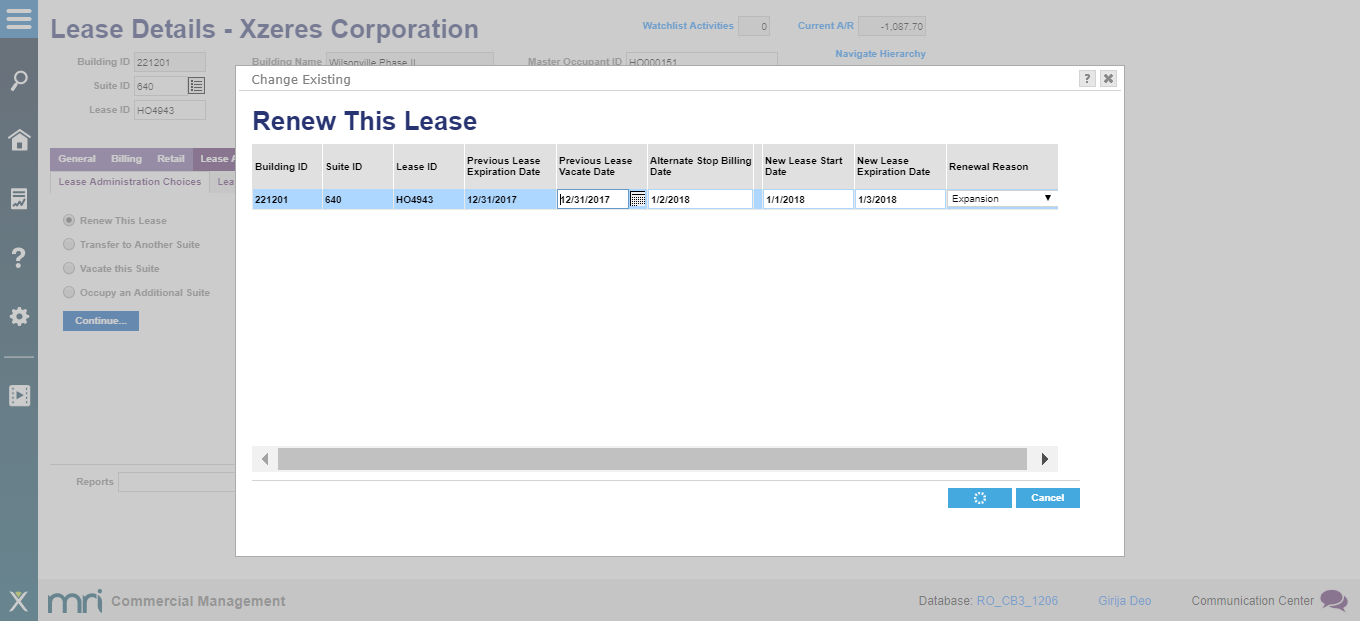 Lease Details - Xzeres Corporation
Watchlist Activities 0
Current A/R -1,087.70
Navigate Hierarchy
Building ID 221201
Building Name Wilsonville Phase II
Master Occupant ID HO000151
Suite ID 640
Lease ID HO4943
General Billing Retail Lease A
Lease Administration Choices Lea
Renew This Lease
Transfer to Another Suite
Vacate this Suite
Occupy an Additional Suite
Continue...
Reports
Change Existing
?
Renew This Lease
Building ID Suite ID Lease ID Previous Lease Expiration Date Previous Lease Vacate Date Alternate Stop Billing Date New Lease Start Date New Lease Expiration Date Renewal Reason
221201 640 HO4943 12/31/2017 12/31/2017 1/2/2018 1/1/2018 1/3/2018 Expansion
Cancel
mri Commercial Management
Database: RO_CB3_1206
Girija Deo
Communication Center